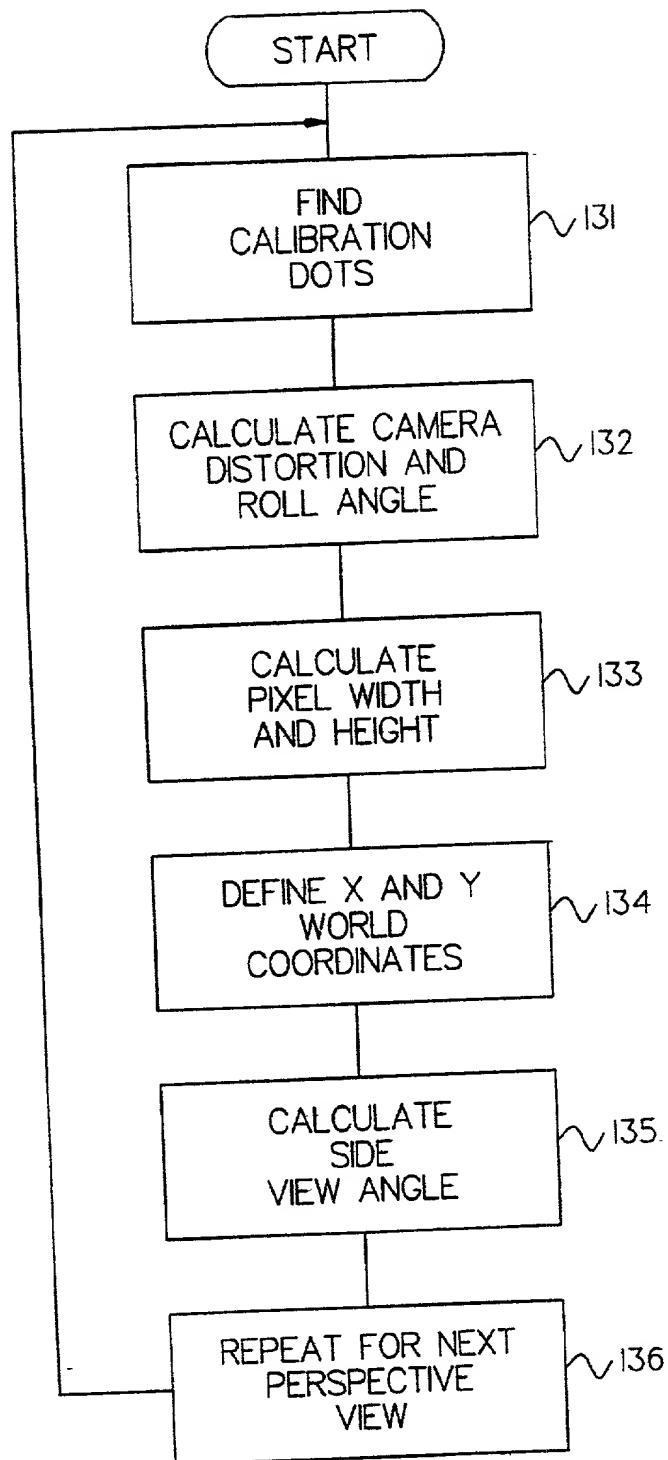 START
FIND
CALIBRATION
DOTS
131
CALCULATE CAMERA
DISTORTION AND
ROLL ANGLE
132
CALCULATE
PIXEL WIDTH
AND HEIGHT
133
DEFINE X AND Y
WORLD
COORDINATES
134
CALCULATE
SIDE
VIEW ANGLE
135
REPEAT FOR NEXT
PERSPECTIVE
VIEW
136